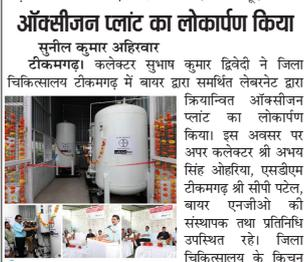 ऑक्सीजन प्लांट का लोकार्पण किया
सुनील कुमार अहिरवार
टीकमगढ़। कलेक्टर सुभाष कुमार द्विवेदी ने जिला
चिकित्सालय टीकमगढ़ में बायर द्वारा समर्थित लेबरनेट द्वारा
क्रियान्वित ऑक्सीजन
प्लांट का लोकार्पण
किया। इस अवसर पर
अपर कलेक्टर श्री अभय
सिंह ओहरिया, एसडीएम
टीकमगढ़ श्री सीपी पटेल,
बायर एनजीओ की
संस्थापक तथा प्रतिनिधि
उपस्थित रहे। जिला
चिकित्सालय के किचन